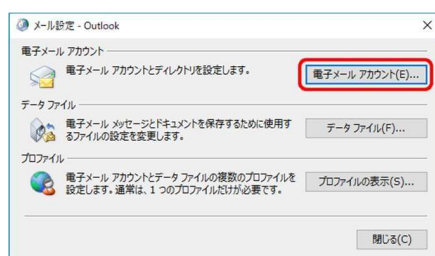 メール設定 - Outlook
電子メール アカウント
電子メール アカウントとディレクトリを設定します。
電子メール アカウント(E)...
データ ファイル
電子メール メッセージとドキュメントを保存するために使用す
るファイルの設定を変更します。
データ ファイル(F)...
プロファイル
電子メール アカウントとデータ ファイルの複数のプロファイルを
設定します。通常は、1 つのプロファイルだけが必要です。
プロファイルの表示(S)...
閉じる(C)